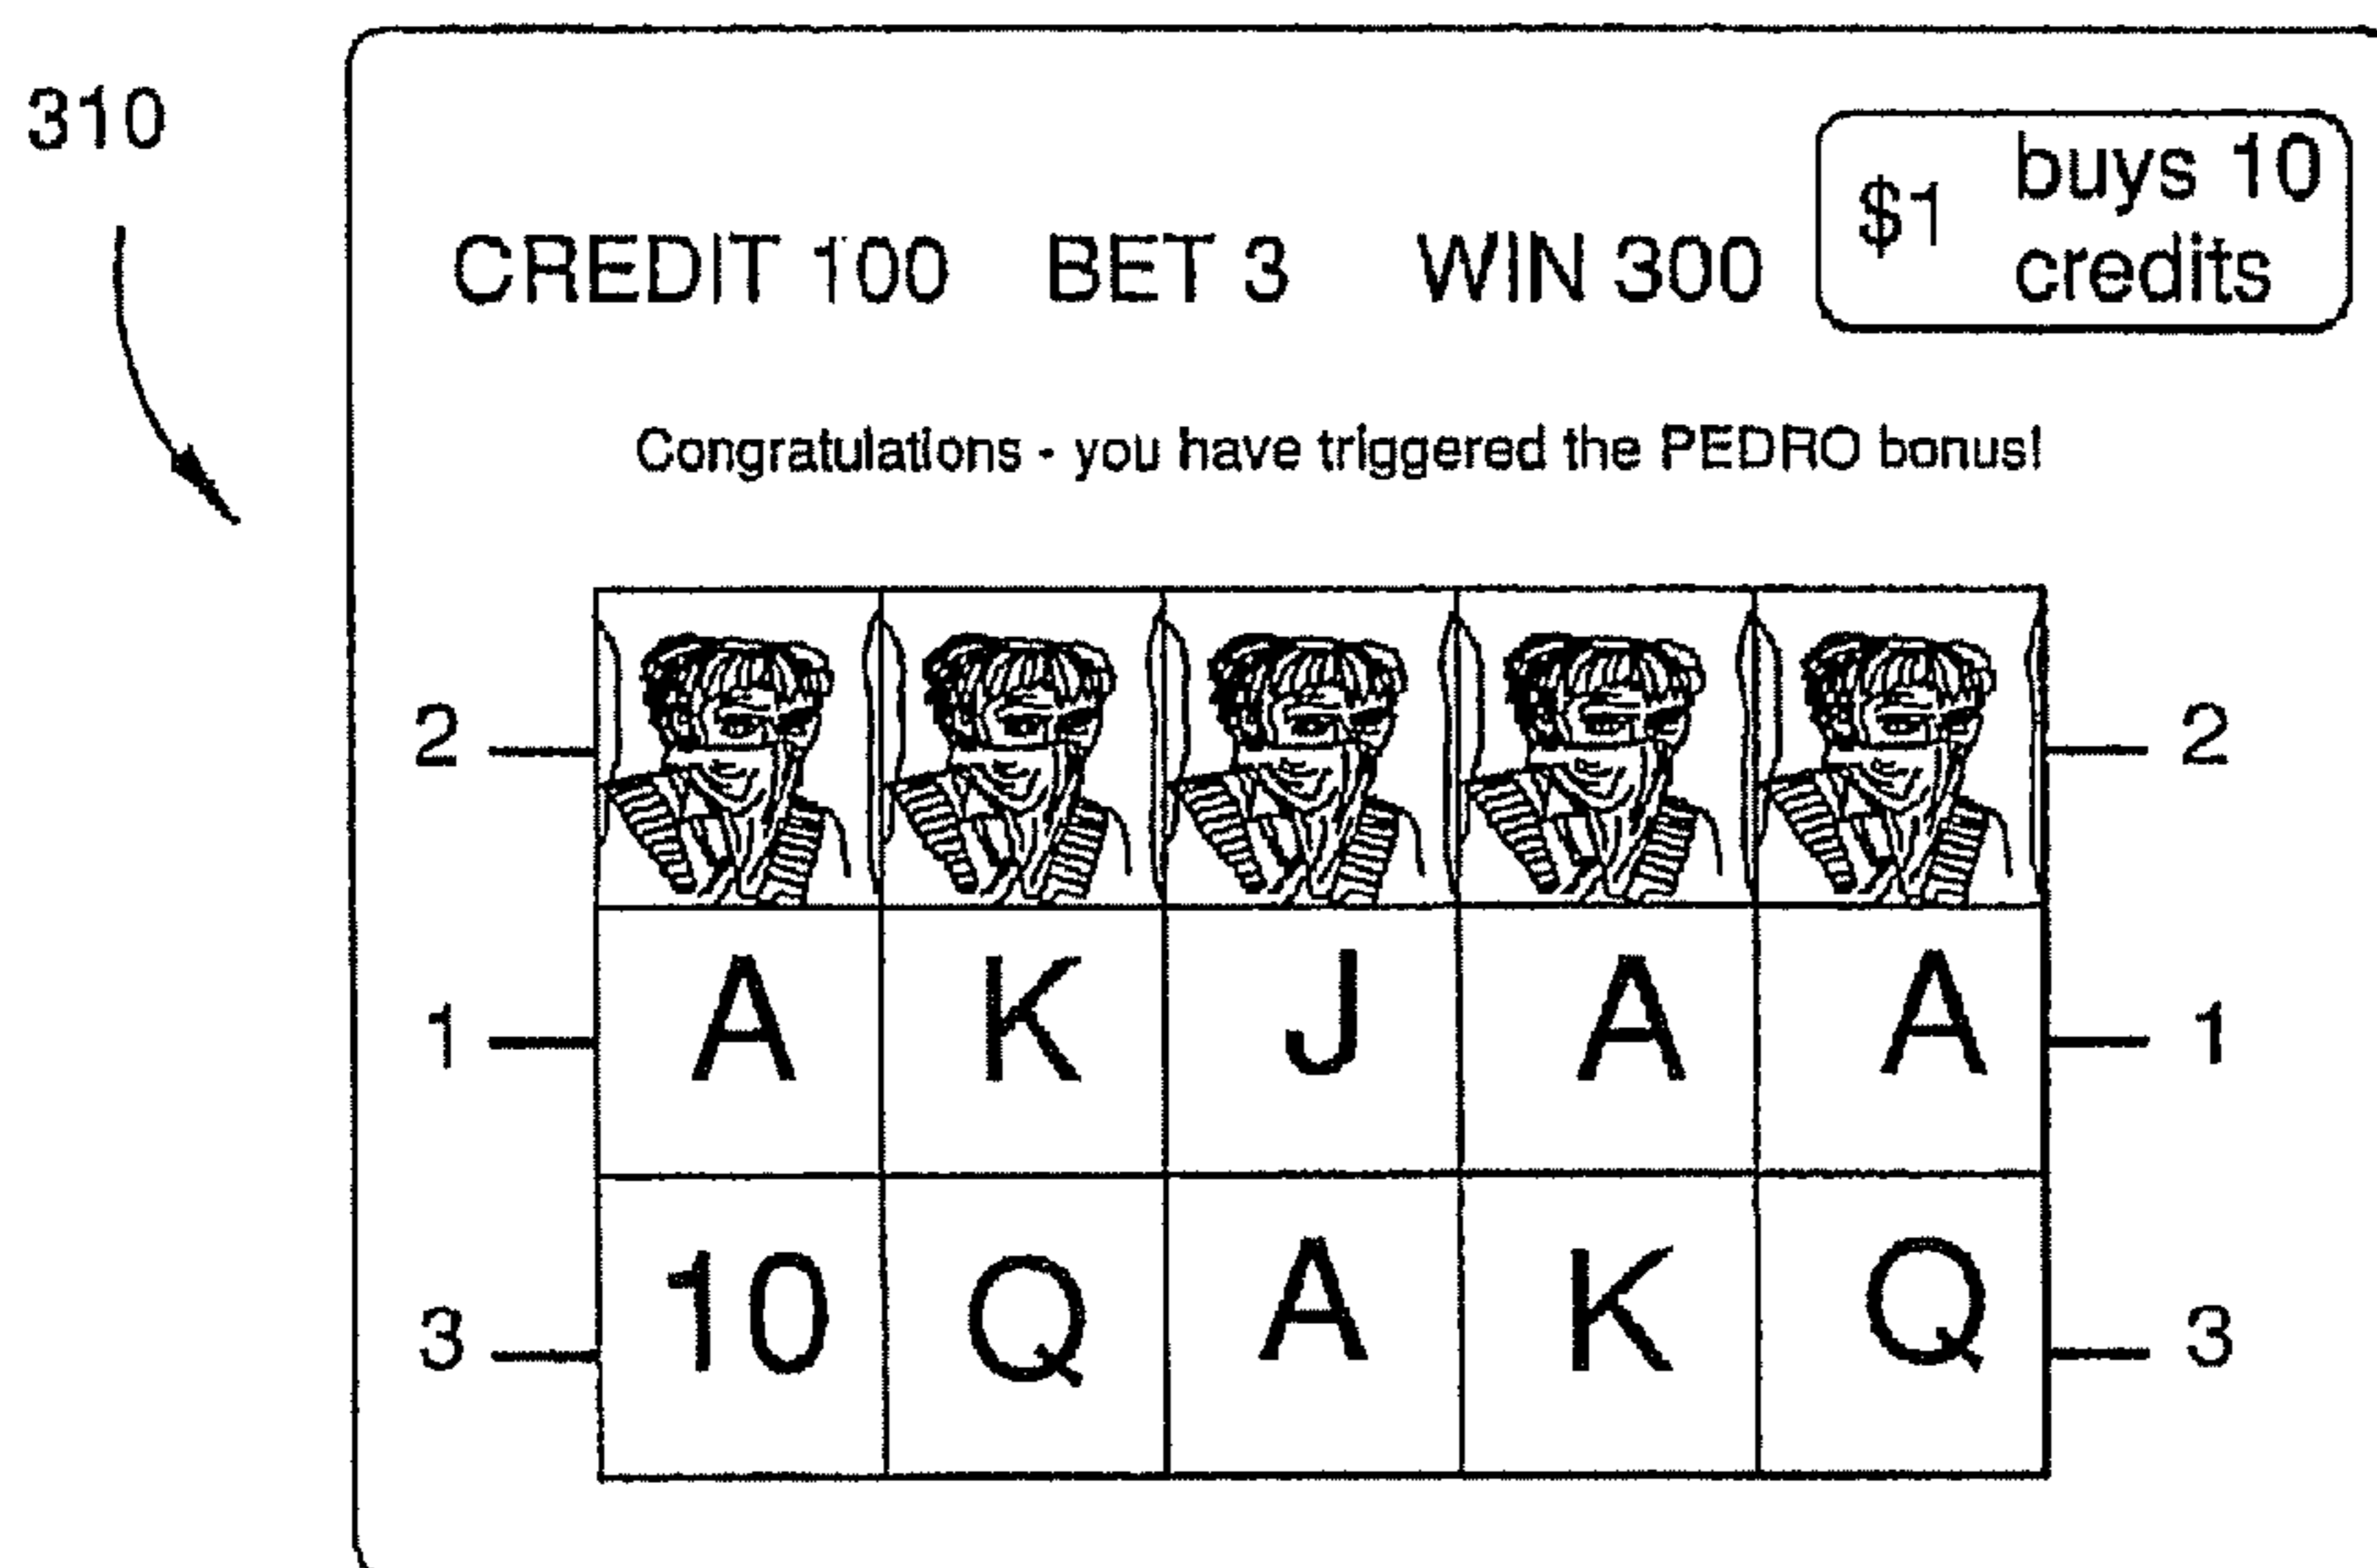 310
$1 buys 10
credits
CREDIT 100 BET 3 WIN 300
Congratulations - you have triggered the PEDRO bonus!
2 2
1 A K J A A 1
3 10 Q A K Q 3